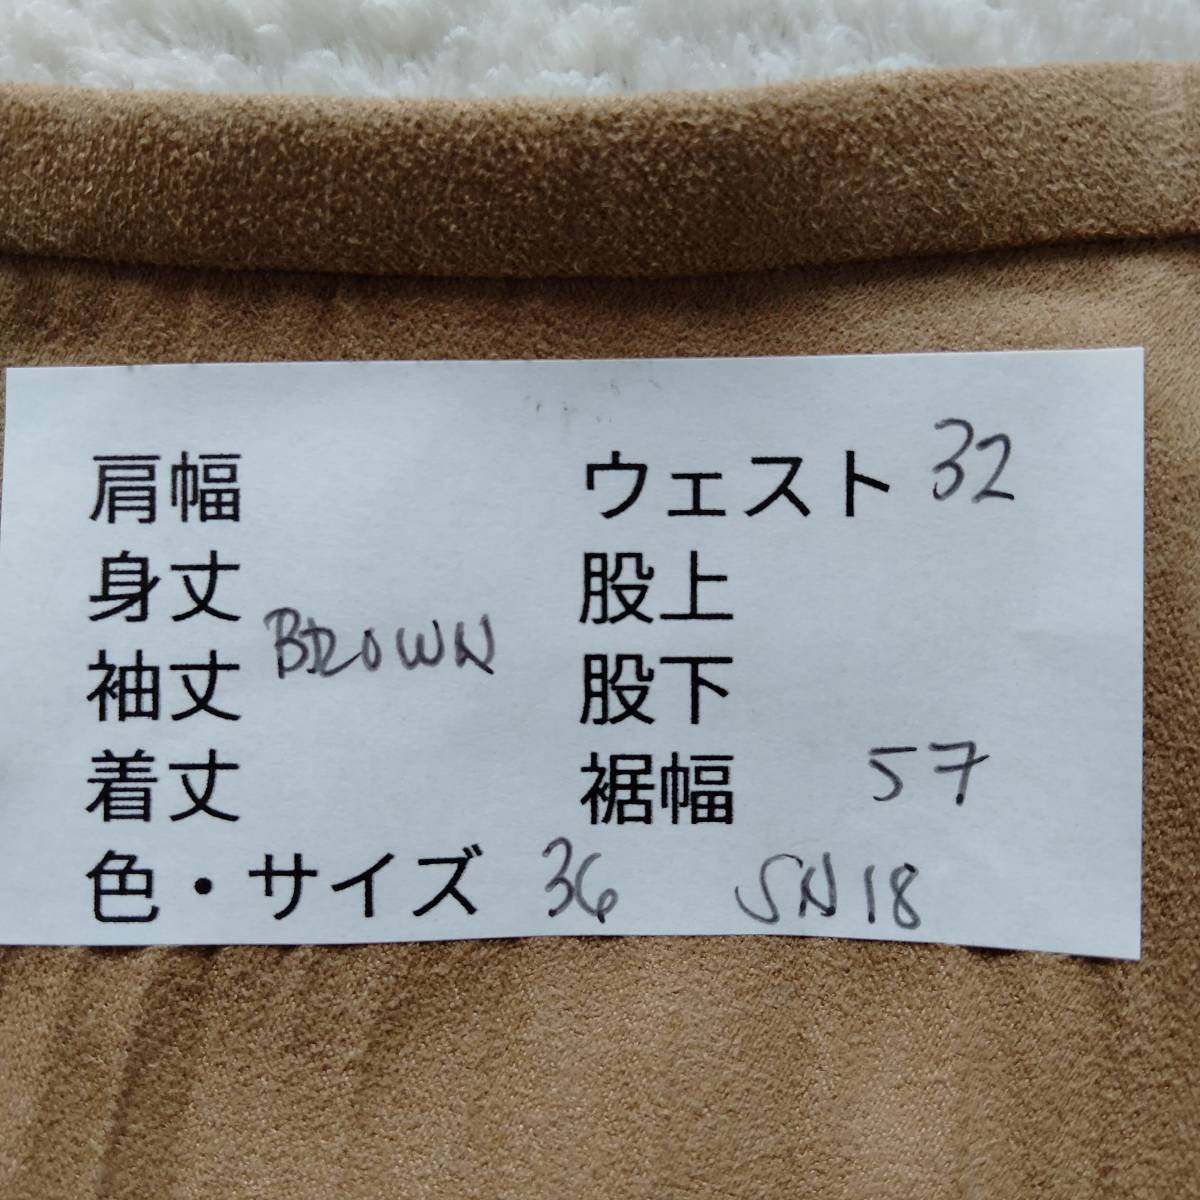 肩幅
身丈
BROWN
袖丈
着丈
ウェスト 32
股上
股下
裾幅 57
色・サイズ 36 SN18